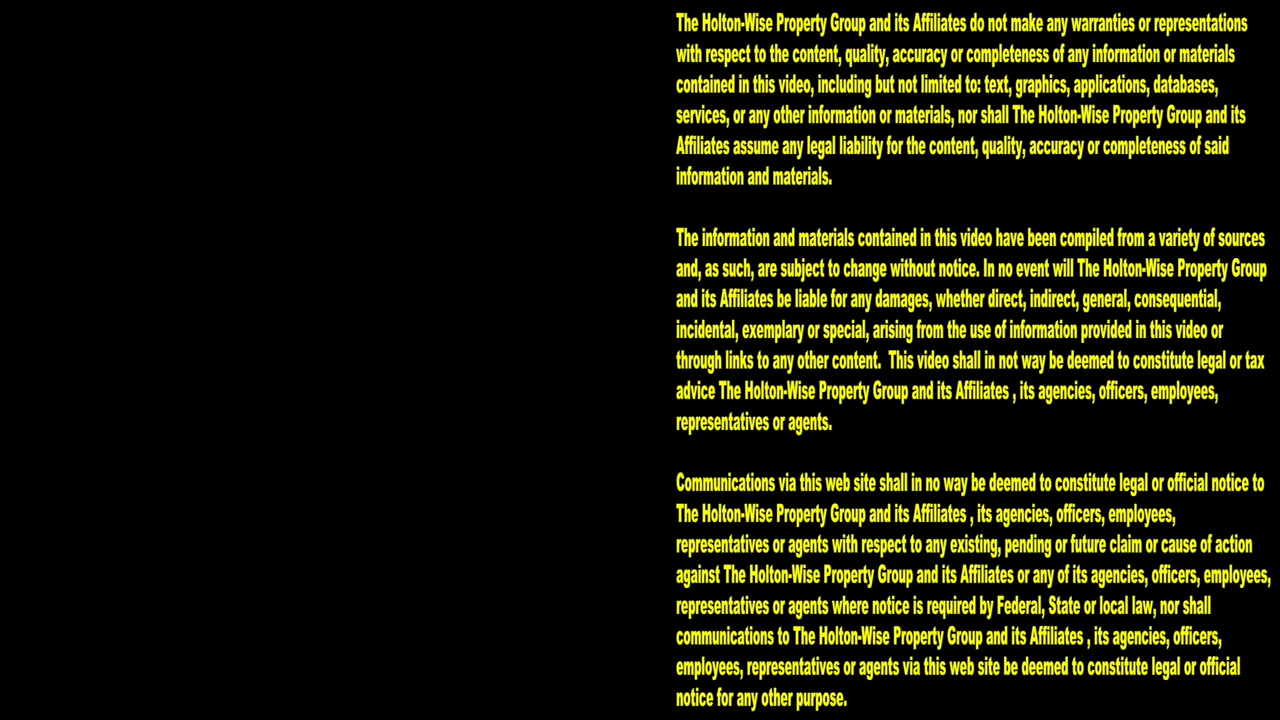 The Holton-Wise Property Group and its Affiliates do not make any warranties or representations
with respect to the content, quality, accuracy or completeness of any information or materials
contained in this video, including but not limited to: text, graphics, applications, databases,
services, or any other information or materials, nor shall The Holton-Wise Property Group and its
Affiliates assume any legal liability for the content, quality, accuracy or completeness of said
information and materials.
The information and materials contained in this video have been compiled from a variety of sources
and, as such, are subject to change without notice. In no event will The Holton-Wise Property Group
and its Affiliates be liable for any damages, whether direct, indirect, general, consequential,
incidental, exemplary or special, arising from the use of information provided in this video or
through links to any other content.  This video shall in not way be deemed to constitute legal or tax
advice The Holton-Wise Property Group and its Affiliates , its agencies, officers, employees,
representatives or agents.
Communications via this web site shall in no way be deemed to constitute legal or official notice to
The Holton-Wise Property Group and its Affiliates , its agencies, officers, employees,
representatives or agents with respect to any existing, pending or future claim or cause of action
against The Holton-Wise Property Group and its Affiliates or any of its agencies, officers, employees,
representatives or agents where notice is required by Federal, State or local law, nor shall
communications to The Holton-Wise Property Group and its Affiliates , its agencies, officers,
employees, representatives or agents via this web site be deemed to constitute legal or official
notice for any other purpose.